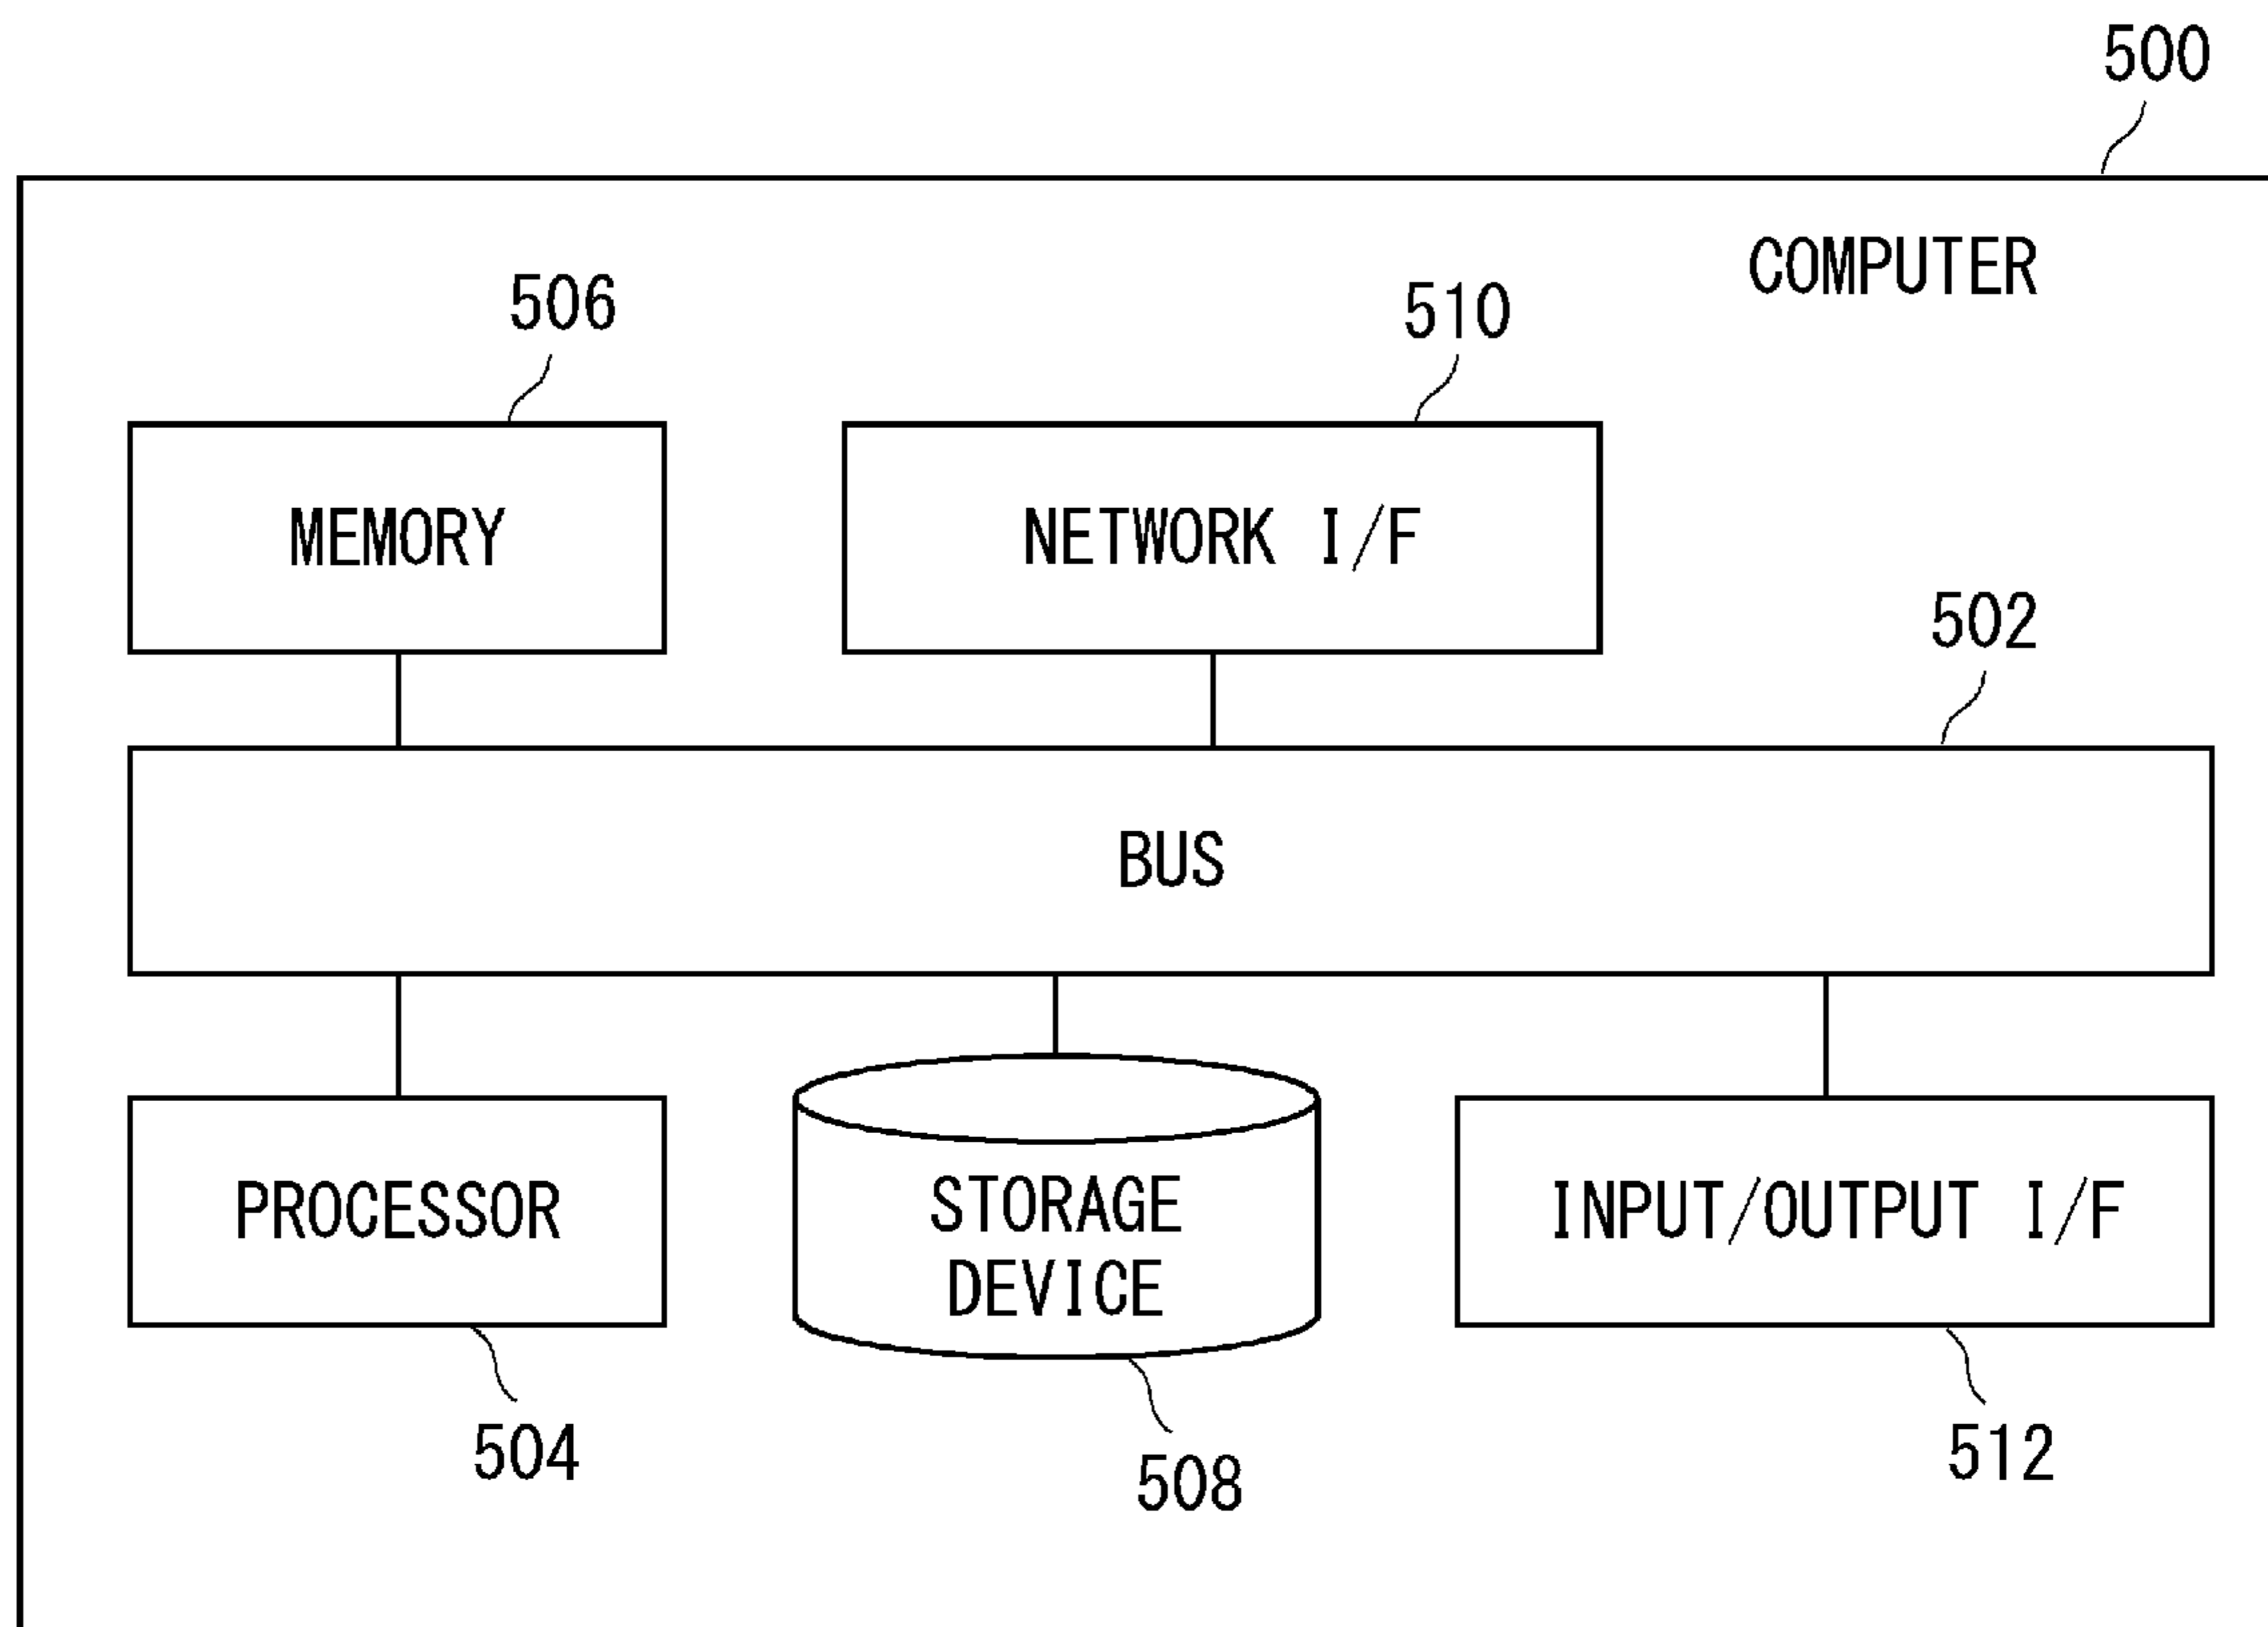 500
COMPUTER
506
510
MEMORY
NETWORK I/F
502
BUS
PROCESSOR
STORAGE
DEVICE
INPUT/OUTPUT I/F
504
508
512